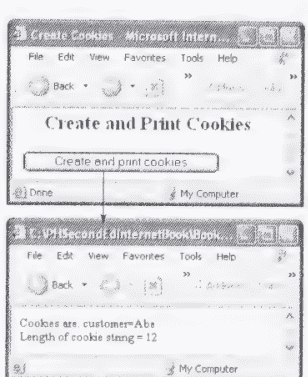 Create Cookies - Microsoft Intern...
File Edit View Favorites Tools Help
»
Back
»
Create and Print Cookies
Create and print cookies
Done
My Computer
File Edit View Favorites Tools Help
»
Back
»
Cookies are. customer=Abe
Length of cookie string = 12
My Computer